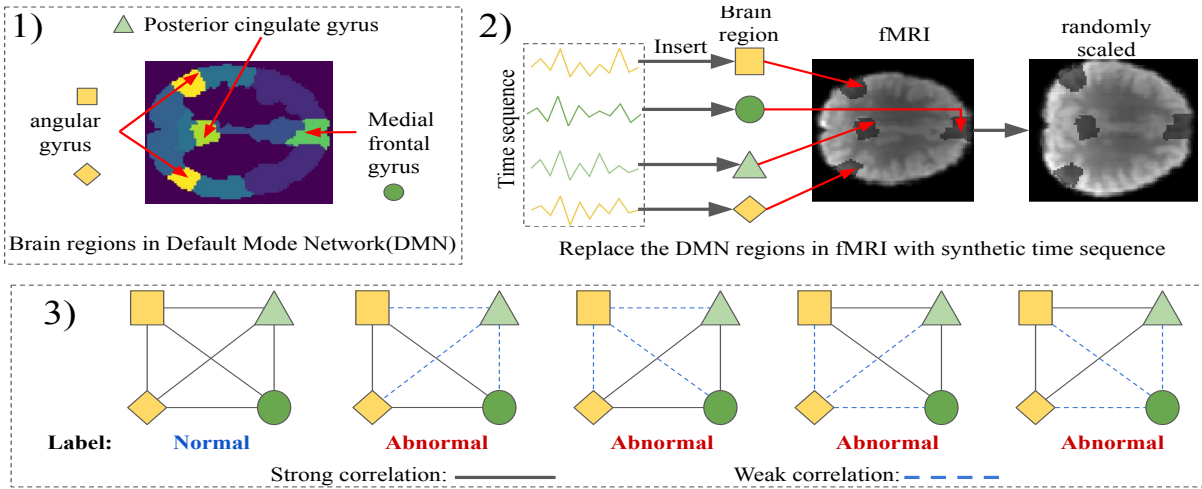 1)
Posterior cingulate gyrus
angular
gyrus
Medial
frontal
gyrus
Brain regions in Default Mode Network(DMN)
2)
Time sequence
Insert
Brain
region
fMRI
randomly
scaled
Replace the DMN regions in fMRI with synthetic time sequence
3)
Label: Normal Abnormal Abnormal Abnormal Abnormal
Strong correlation: Weak correlation: